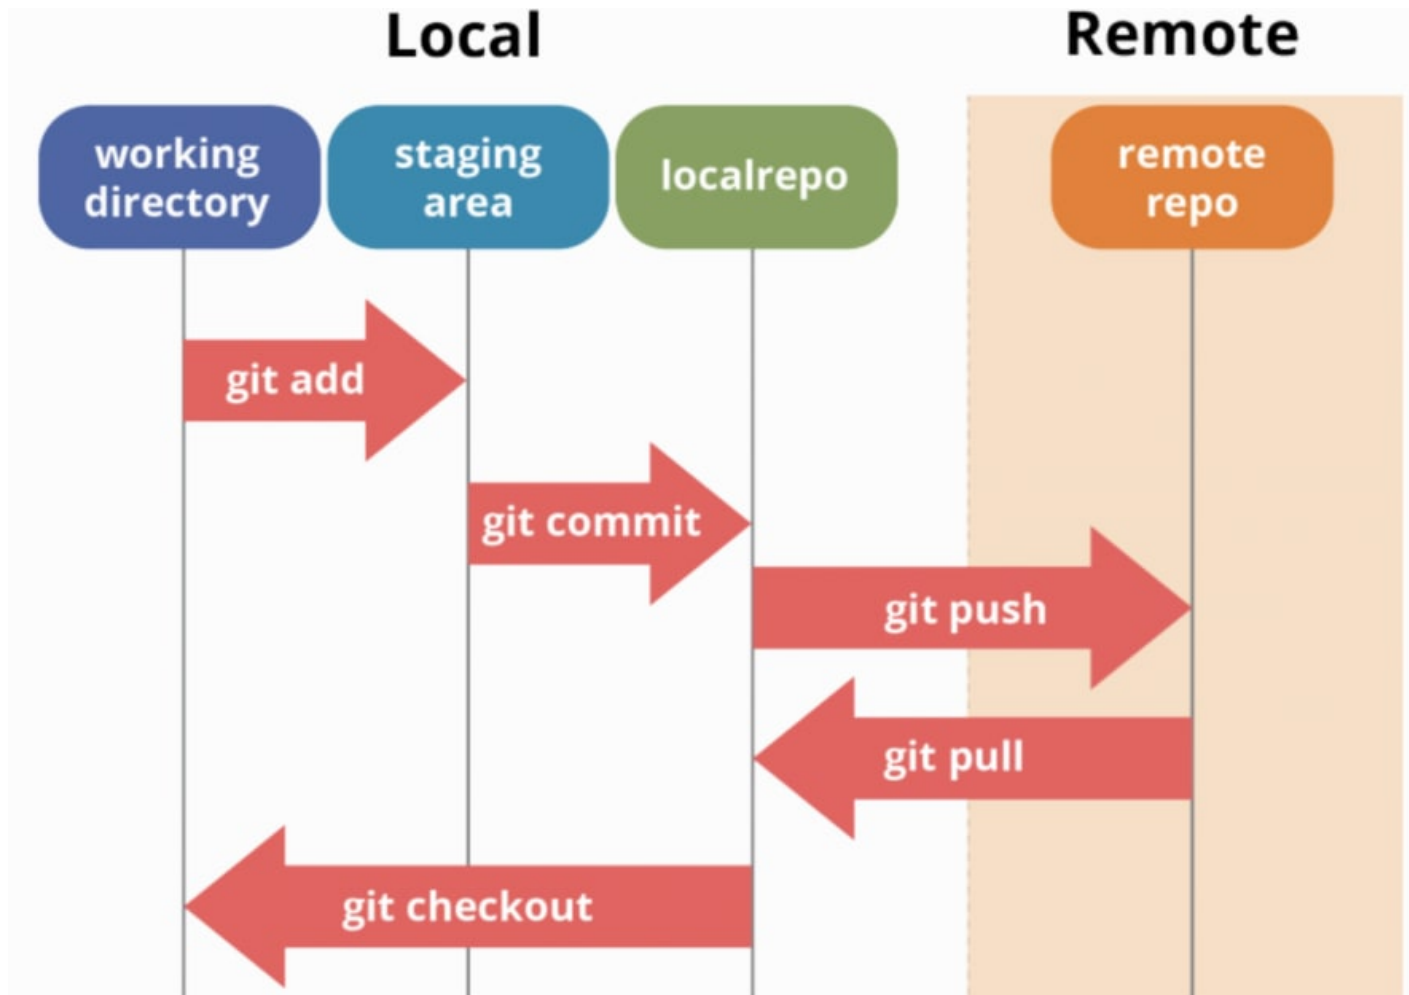 Local
Remote
working
directory
staging
area
localrepo
remote
repo
git add
git commit
git push
git pull
git checkout